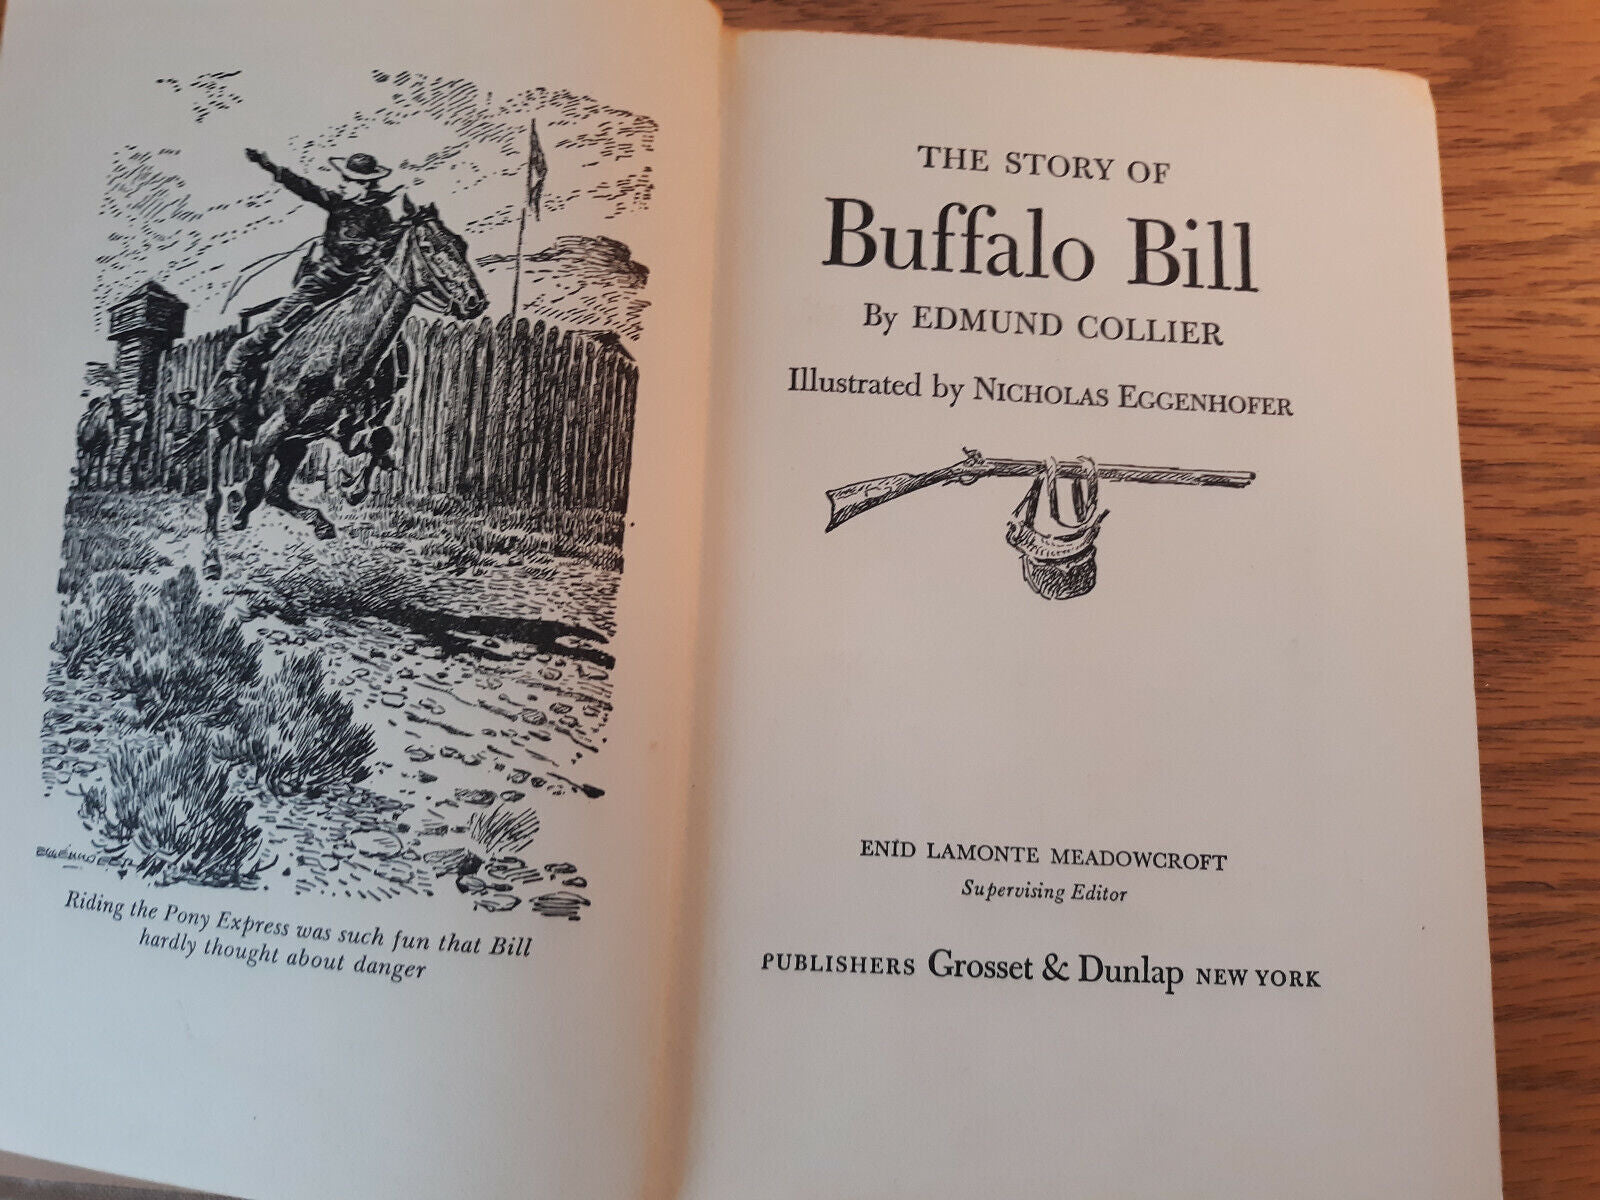 EGGENHOFER
Riding the Pony Express was such fun that Bill
hardly thought about danger
THE STORY OF
Buffalo Bill
By EDMUND COLLIER
Illustrated by NICHOLAS EGGENHOFER
ENID LAMONTE MEADOWCROFT
Supervising Editor
PUBLISHERS Grosset & Dunlap NEW YORK